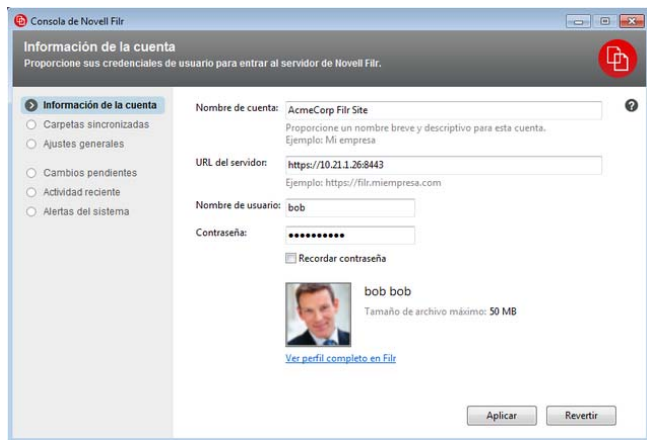 Consola de Novell Filr
Información de la cuenta
Proporcione sus credenciales de usuario para entrar al servidor de Novell Filr.
Información de la cuenta
Carpetas sincronizadas
Ajustes generales
Cambios pendientes
Actividad reciente
Alertas del sistema
Nombre de cuenta: AcmeCorp Filr Site
Proporcione un nombre breve y descriptivo para esta cuenta.
Ejemplo: Mi empresa
URL del servidor: https://10.21.1.26:8443
Ejemplo: https://filr.miempresa.com
Nombre de usuario: bob
Contraseña: ●●●●●●●●●●
Recordar contraseña
bob bob
Tamaño de archivo máximo: 50 MB
Ver perfil completo en Filr
Aplicar Revertir